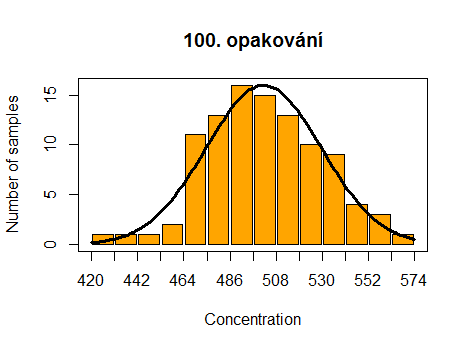 100. opakování
Number of samples
15
10
5
0
420 442 464 486 508 530 552 574
Concentration